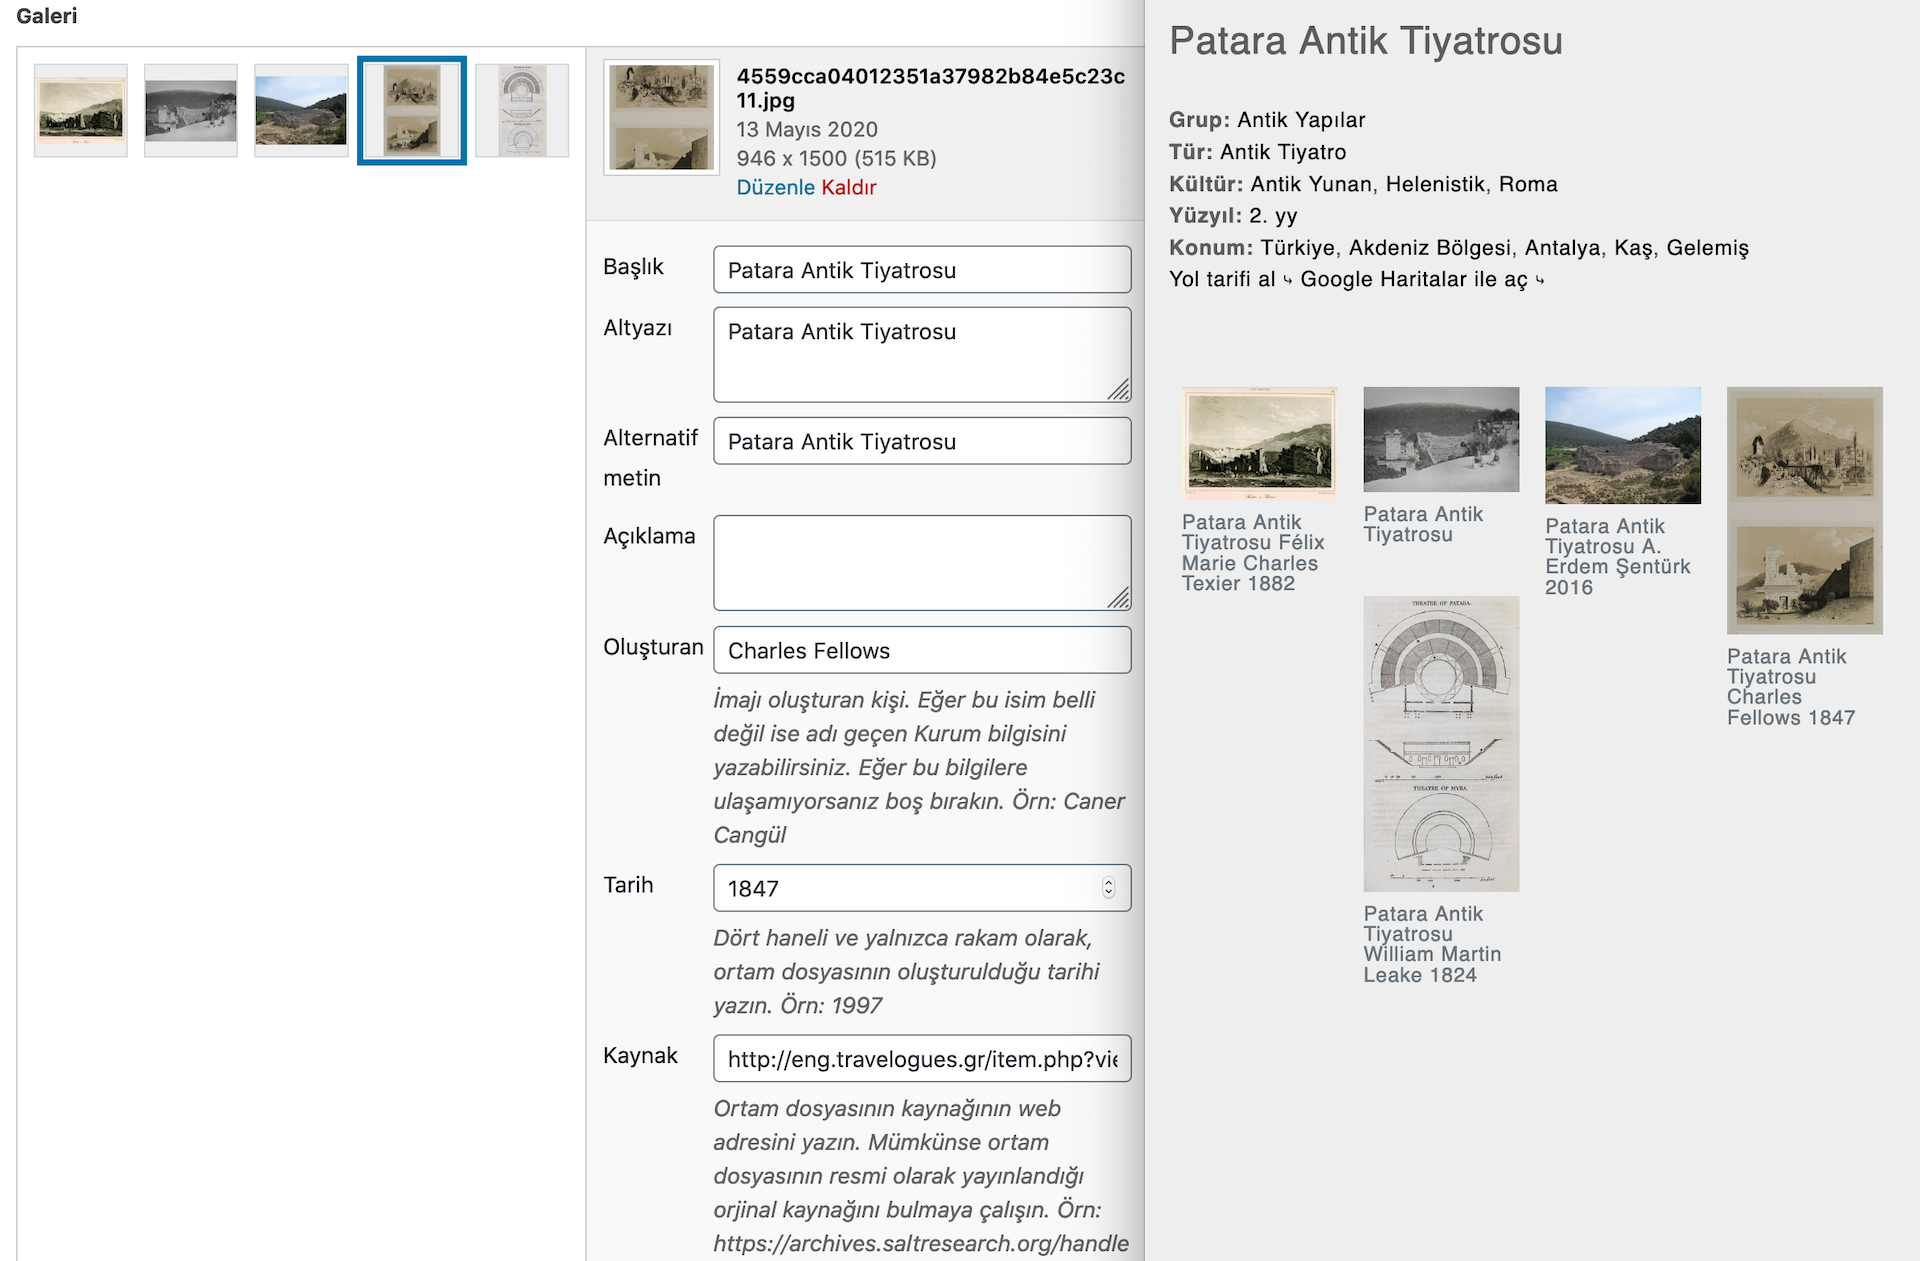 Galeri
4559cca04012351a37982b84e5c23c
11.jpg
13 Mayıs 2020
946 x 1500 (515 KB)
Düzenle Kaldır
Başlık
Patara Antik Tiyatrosu
Altyazı
Patara Antik Tiyatrosu
Alternatif
metin
Patara Antik Tiyatrosu
Açıklama
Oluşturan
Charles Fellows
İmajı oluşturan kişi. Eğer bu isim belli
değil ise adı geçen Kurum bilgisini
yazabilirsiniz. Eğer bu bilgilere
ulaşamıyorsanız boş bırakın. Örn: Caner
Cangül
Tarih
1847
Dört haneli ve yalnızca rakam olarak,
ortam dosyasının oluşturulduğu tarihi
yazın. Örn: 1997
Kaynak
http://eng.travelogues.gr/item.php?vie
Ortam dosyasının kaynağının web
adresini yazın. Mümkünse ortam
dosyasının resmi olarak yayınlandığı
orjinal kaynağını bulmaya çalışın. Örn:
https://archives.saltresearch.org/handle
Patara Antik Tiyatrosu
Grup: Antik Yapılar
Tür: Antik Tiyatro
Kültür: Antik Yunan, Helenistik, Roma
Yüzyıl: 2. yy
Konum: Türkiye, Akdeniz Bölgesi, Antalya, Kaş, Gelemiş
Yol tarifi al ⤷ Google Haritalar ile aç ⤷
Patara Antik
Tiyatrosu Félix
Marie Charles
Texier 1882
Patara Antik
Tiyatrosu
Patara Antik
Tiyatrosu A.
Erdem Şentürk
2016
Patara Antik
Tiyatrosu
Charles
Fellows 1847
THEATRE OF PATARA.
THEATRE OF MYRA.
Patara Antik
Tiyatrosu
William Martin
Leake 1824